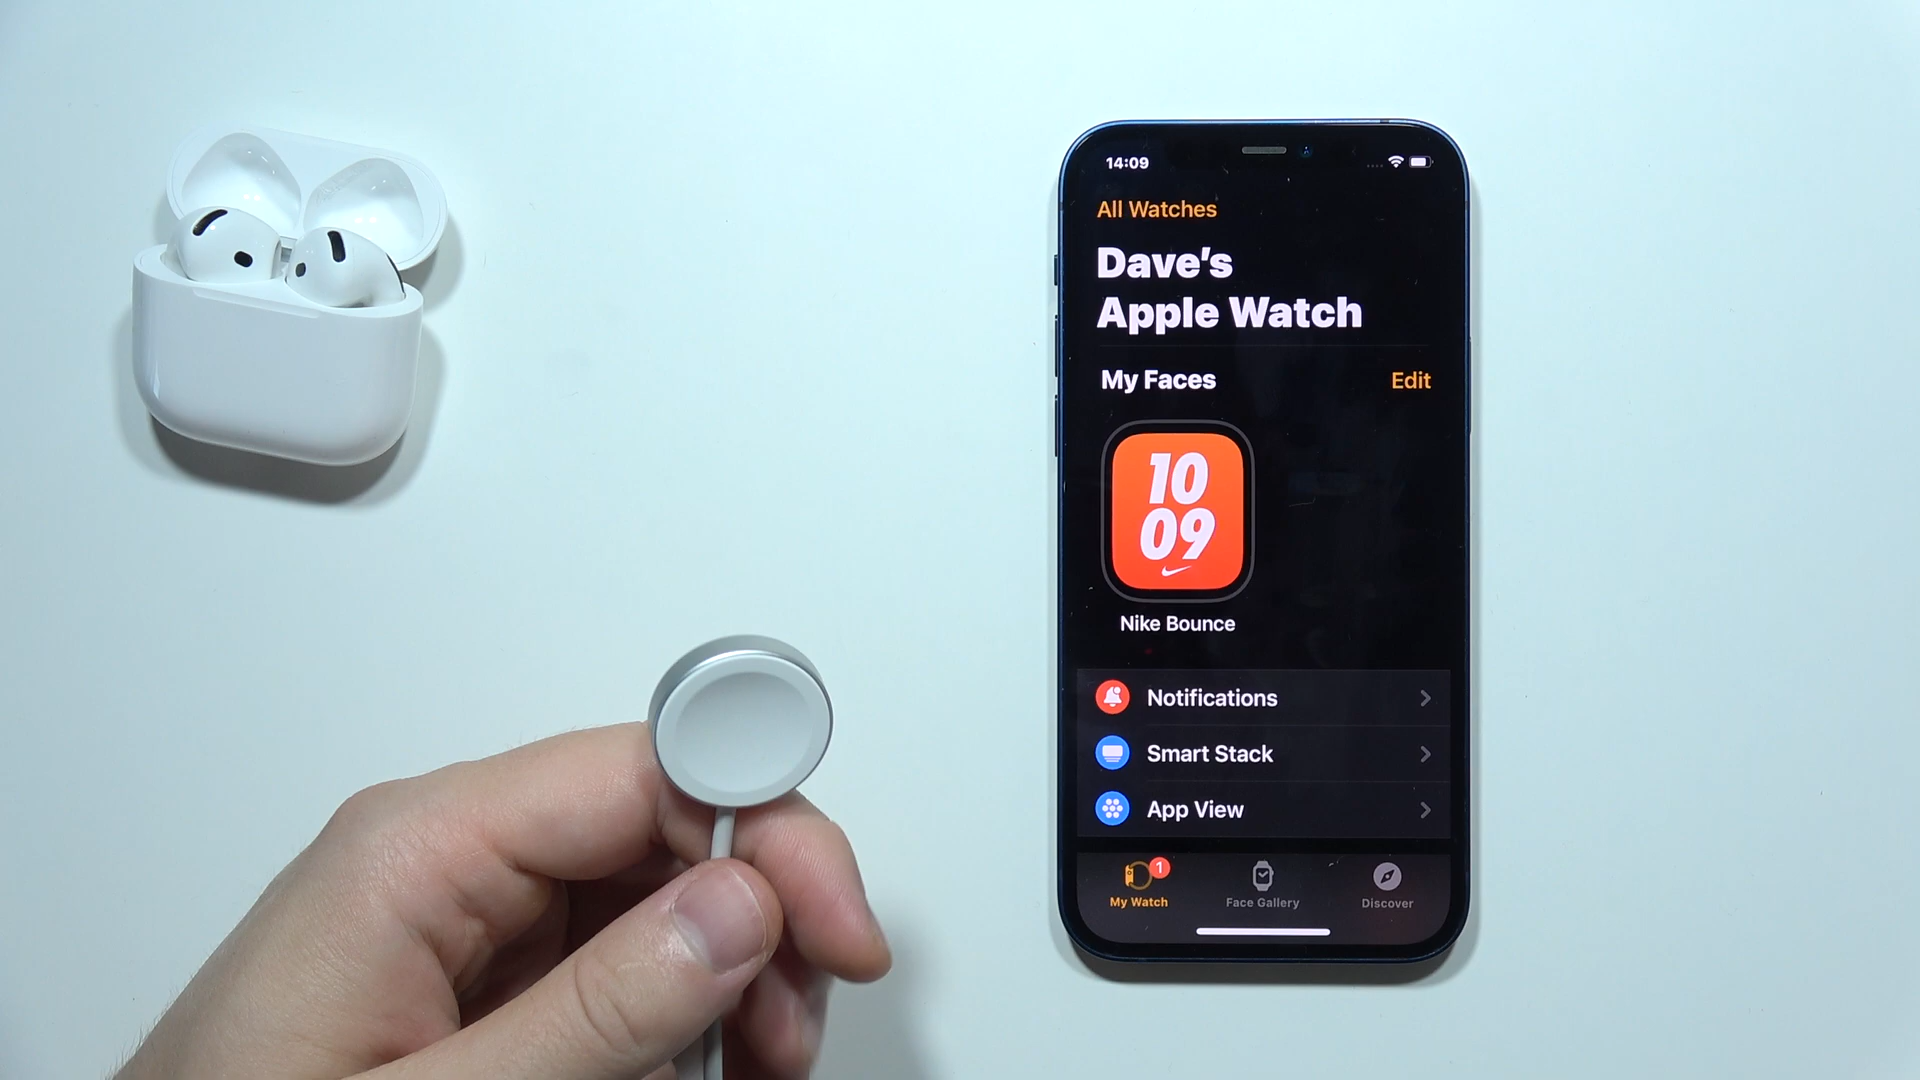 14:09
All Watches
Dave's
Apple Watch
My Faces
Edit
10
09
Nike Bounce
Notifications
Smart Stack
App View
1
My Watch
Face Gallery
Discover